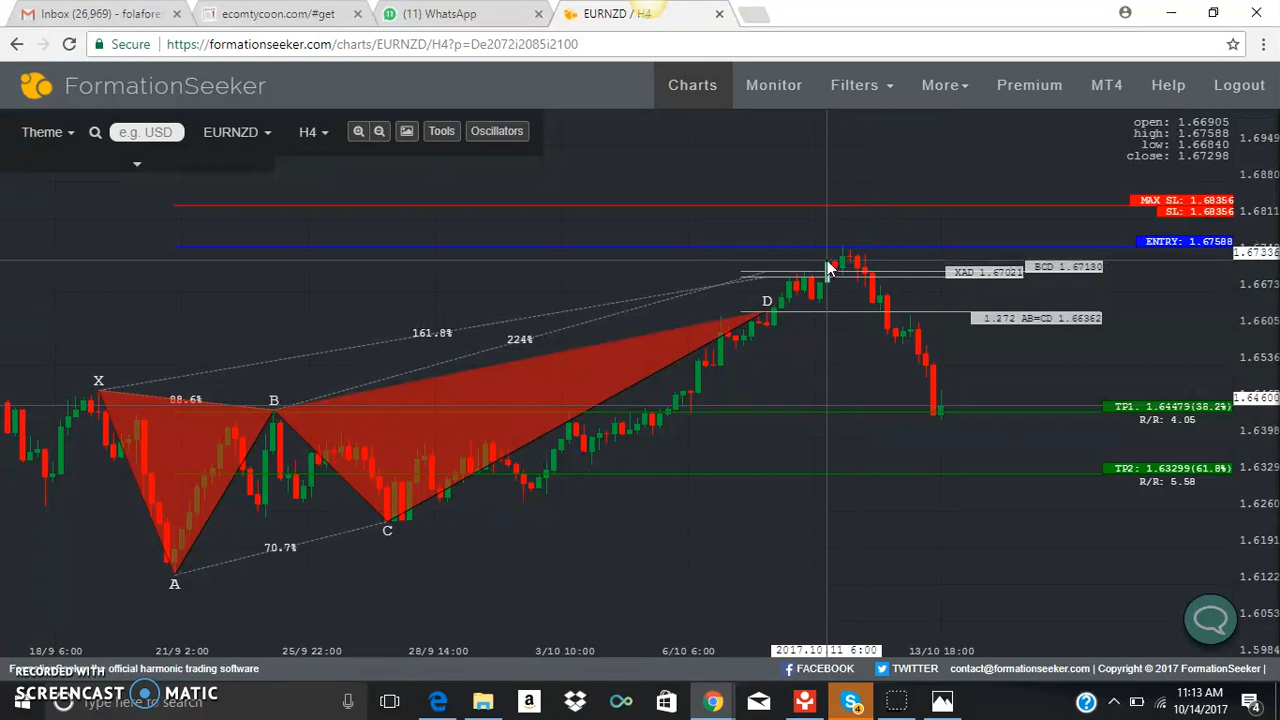 Inbox (26,969) - folafores
ecomtycoon.com/#get
(11) WhatsApp
EURNZD / H4
Secure
https://formationseeker.com/charts/EURNZD/H4?p=De2072i2085i2100
FormationSeeker
Charts
Monitor
Filters
More
Premium
MT4
Help
Logout
Theme
e.g. USD
EURNZD
H4
Tools
Oscillators
open: 1.66905
high: 1.67588
low: 1.66840
close: 1.67298
1.6949
1.6880
MAX SL: 1.68356
SL: 1.68356
1.6811
ENTRY: 1.67588
1.67336
BCD 1.67130
XAD 1.67021
1.6673
D
1.272 AB=CD 1.66362
1.6605
161.8%
224%
1.6536
X
88.6%
B
1.64600
TP1. 1.64479(38.2%)
R/R: 4.05
1.6398
TP2: 1.63299(61.8%)
1.6329
R/R: 5.58
1.6260
C
70.7%
1.6191
A
1.6122
1.6053
1.5984
18/9 6:00
21/9 2:00
25/9 22:00
28/9 14:00
3/10 10:00
6/10 6:00
2017.10.11 6:00
13/10 18:00
the official harmonic trading software
FACEBOOK
TWITTER
contact@formationseeker.com | Copyright © 2017 FormationSeeker |
RECORDED WITH
SCREENCAST MATIC
Type here to search
4
11:13 AM
10/14/2017
4